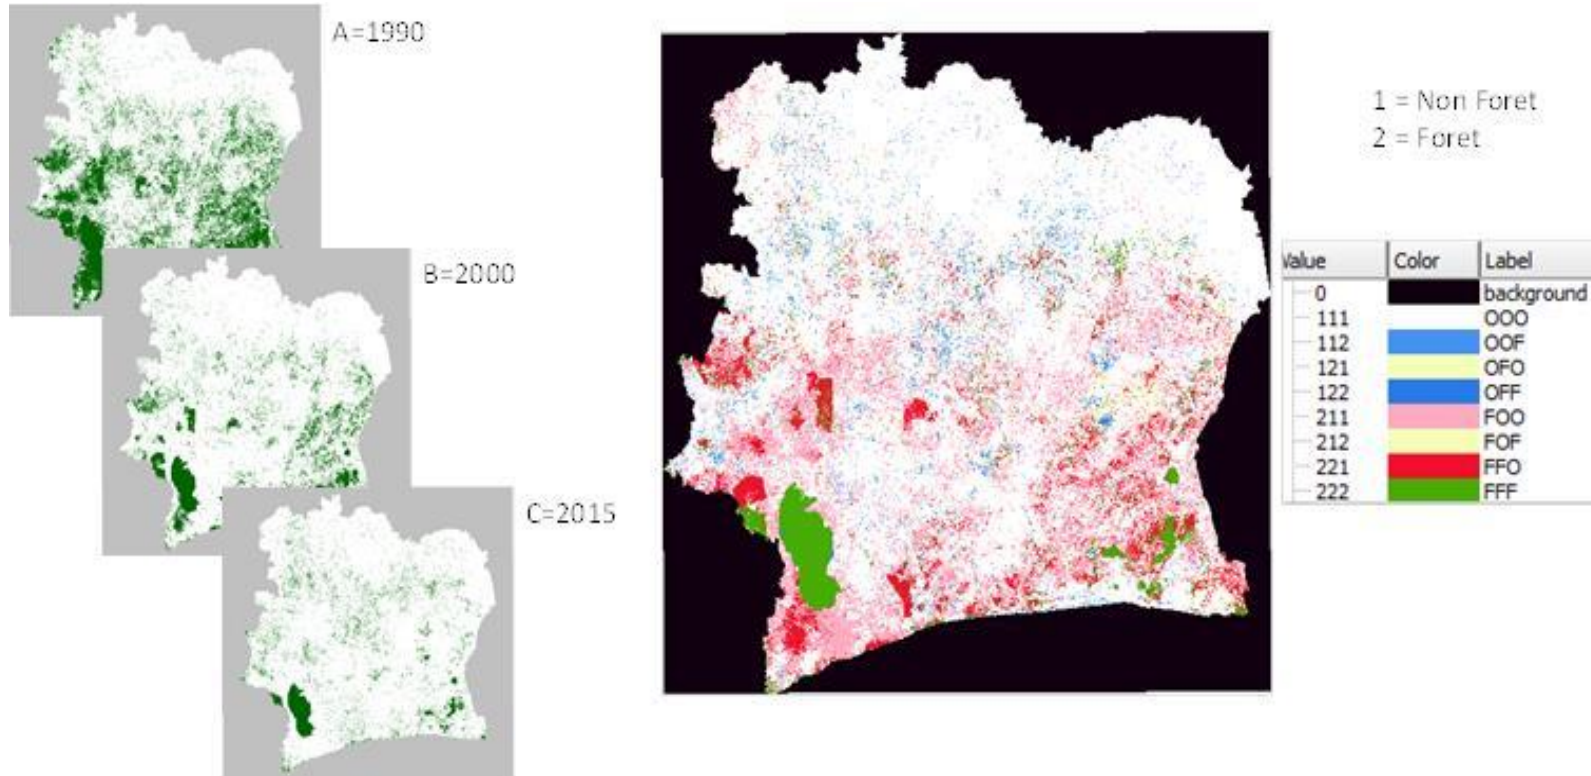 A=1990
B=2000
C=2015
1 = Non Foret
2 = Foret
Value Color Label
0 background
111 OOO
112 OOF
121 OFO
122 OFF
211 FOO
212 FOF
221 FFO
222 FFF